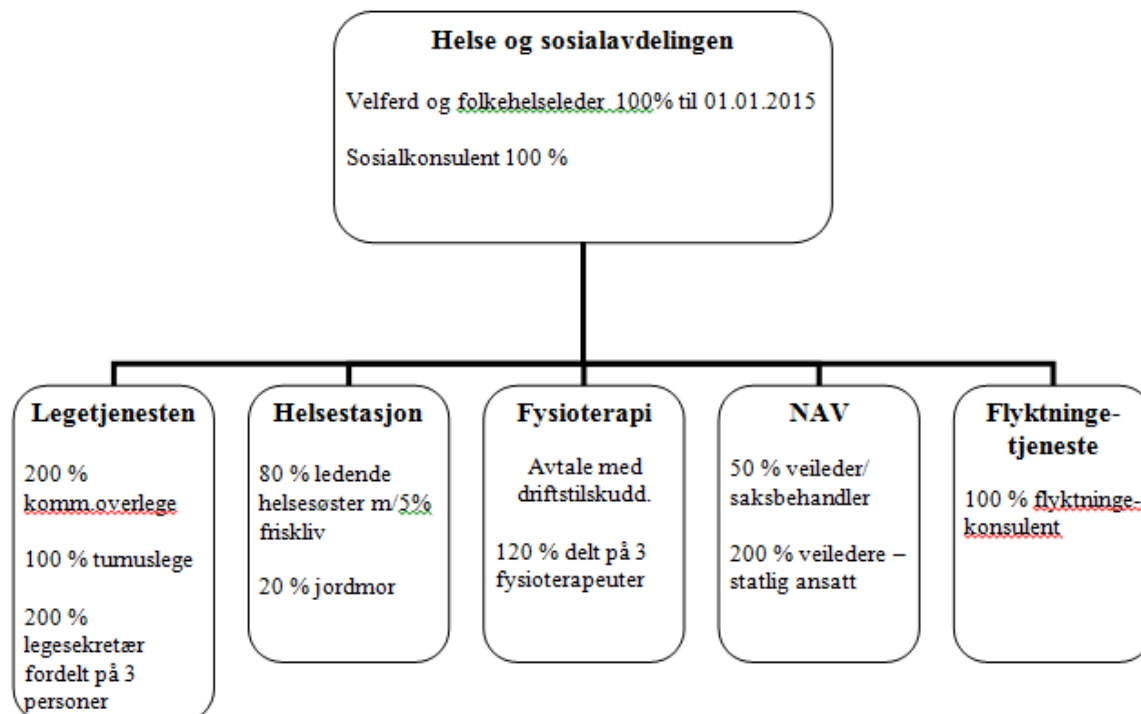 Helse og sosialavdelingen
Velferd og folkehelseleder 100% til 01.01.2015
Sosialkonsulent 100 %
Legetjenesten
200 %
komm.overlege
100 % turnuslege
200 %
legesekretær
fordelt på 3
personer
Helsestasjon
80 % ledende
helsesøster m/5%
friskliv
20 % jordmor
Fysioterapi
Avtale med
driftstilskudd.
120 % delt på 3
fysioterapeuter
NAV
50 % veileder/
saksbehandler
200 % veiledere –
statlig ansatt
Flyktninge-
tjeneste
100 % flyktninge-
konsulent